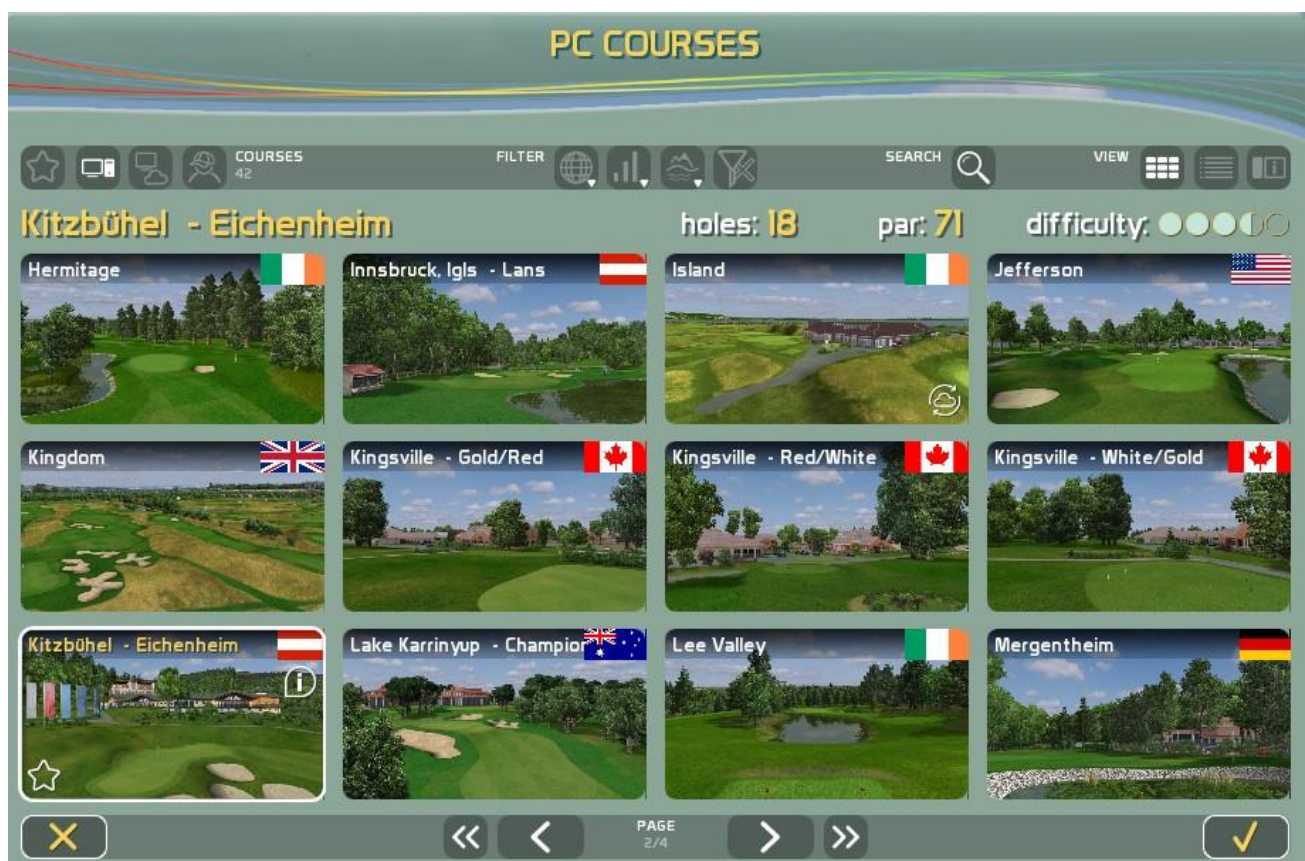 PC COURSES
COURSES
42
FILTER
SEARCH
VIEW
Kitzbühel - Eichenheim
holes: 18
par: 71
difficulty:
Hermitage
Innsbruck, Igls - Lans
Island
Jefferson
Kingdom
Kingsville - Gold/Red
Kingsville - Red/White
Kingsville - White/Gold
Kitzbühel - Eichenheim
Lake Karrinyup - Champion
Lee Valley
Mergentheim
PAGE
2/4